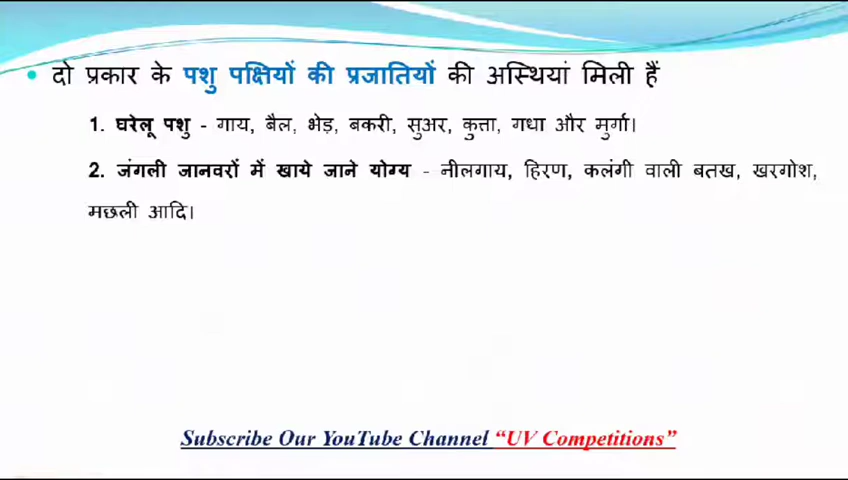 • दो प्रकार के पशु पक्षियों की प्रजातियों की अस्थियां मिली हैं
1. घरेलू पशु - गाय, बैल, भेड़, बकरी, सुअर, कुत्ता, गधा और मुर्गा।
2. जंगली जानवरों में खाये जाने योग्य - नीलगाय, हिरण, कलंगी वाली बतख, खरगोश,
मछली आदि।
Subscribe Our YouTube Channel “UV Competitions”